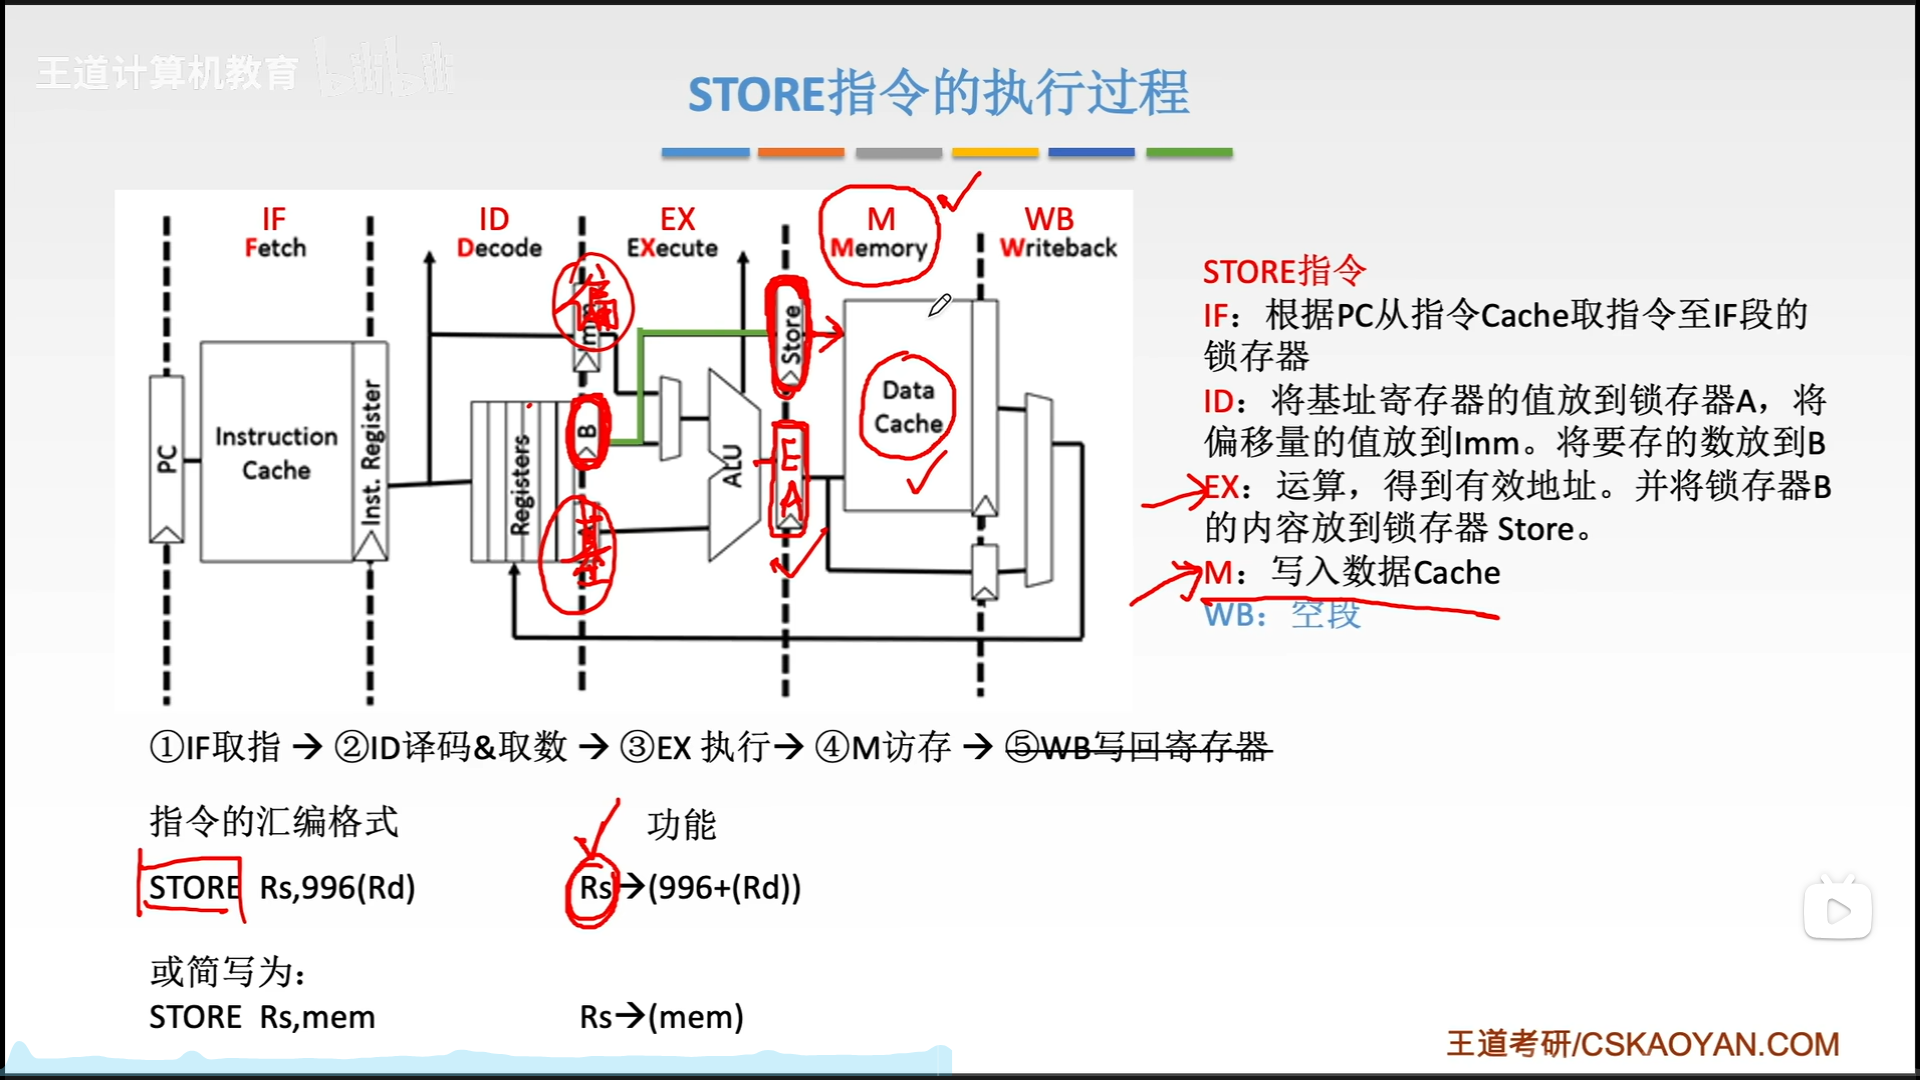 王道计算机教育 bilibili
STORE指令的执行过程
IF
Fetch
ID
Decode
EX
EXecute
M
Memory
WB
Writeback
PC
Instruction
Cache
Inst. Register
Registers
偏
Imm
B
基
ALU
Store
EA
Data
Cache
STORE指令
IF：根据PC从指令Cache取指令至IF段的
锁存器
ID：将基址寄存器的值放到锁存器A，将
偏移量的值放到Imm。将要存的数放到B
EX：运算，得到有效地址。并将锁存器B
的内容放到锁存器 Store。
M：写入数据Cache
WB：空段
①IF取指 → ②ID译码&取数 → ③EX 执行→ ④M访存 → ⑤WB写回寄存器
指令的汇编格式 功能
STORE Rs,996(Rd) Rs→(996+(Rd))
或简写为：
STORE Rs,mem Rs→(mem)
王道考研/CSKAOYAN.COM